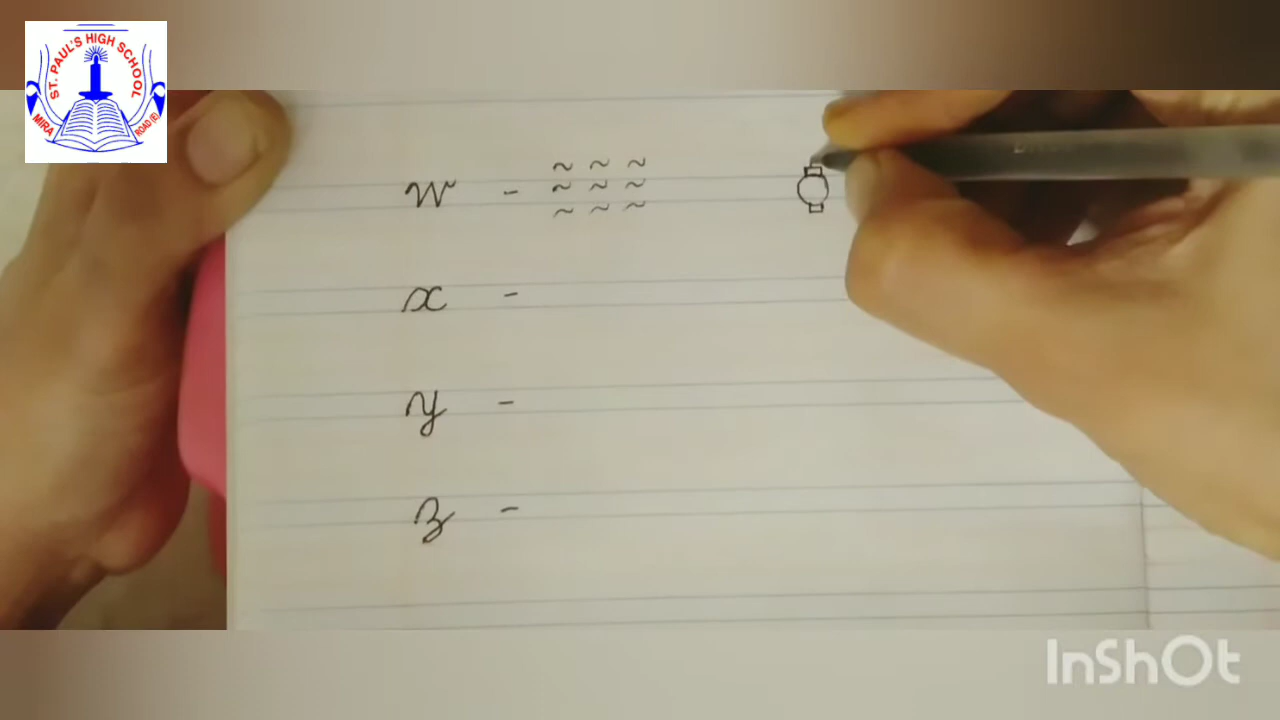 ST. PAUL'S HIGH SCHOOL
MIRA ROAD (E)
w -
x -
y -
z -
InShOt